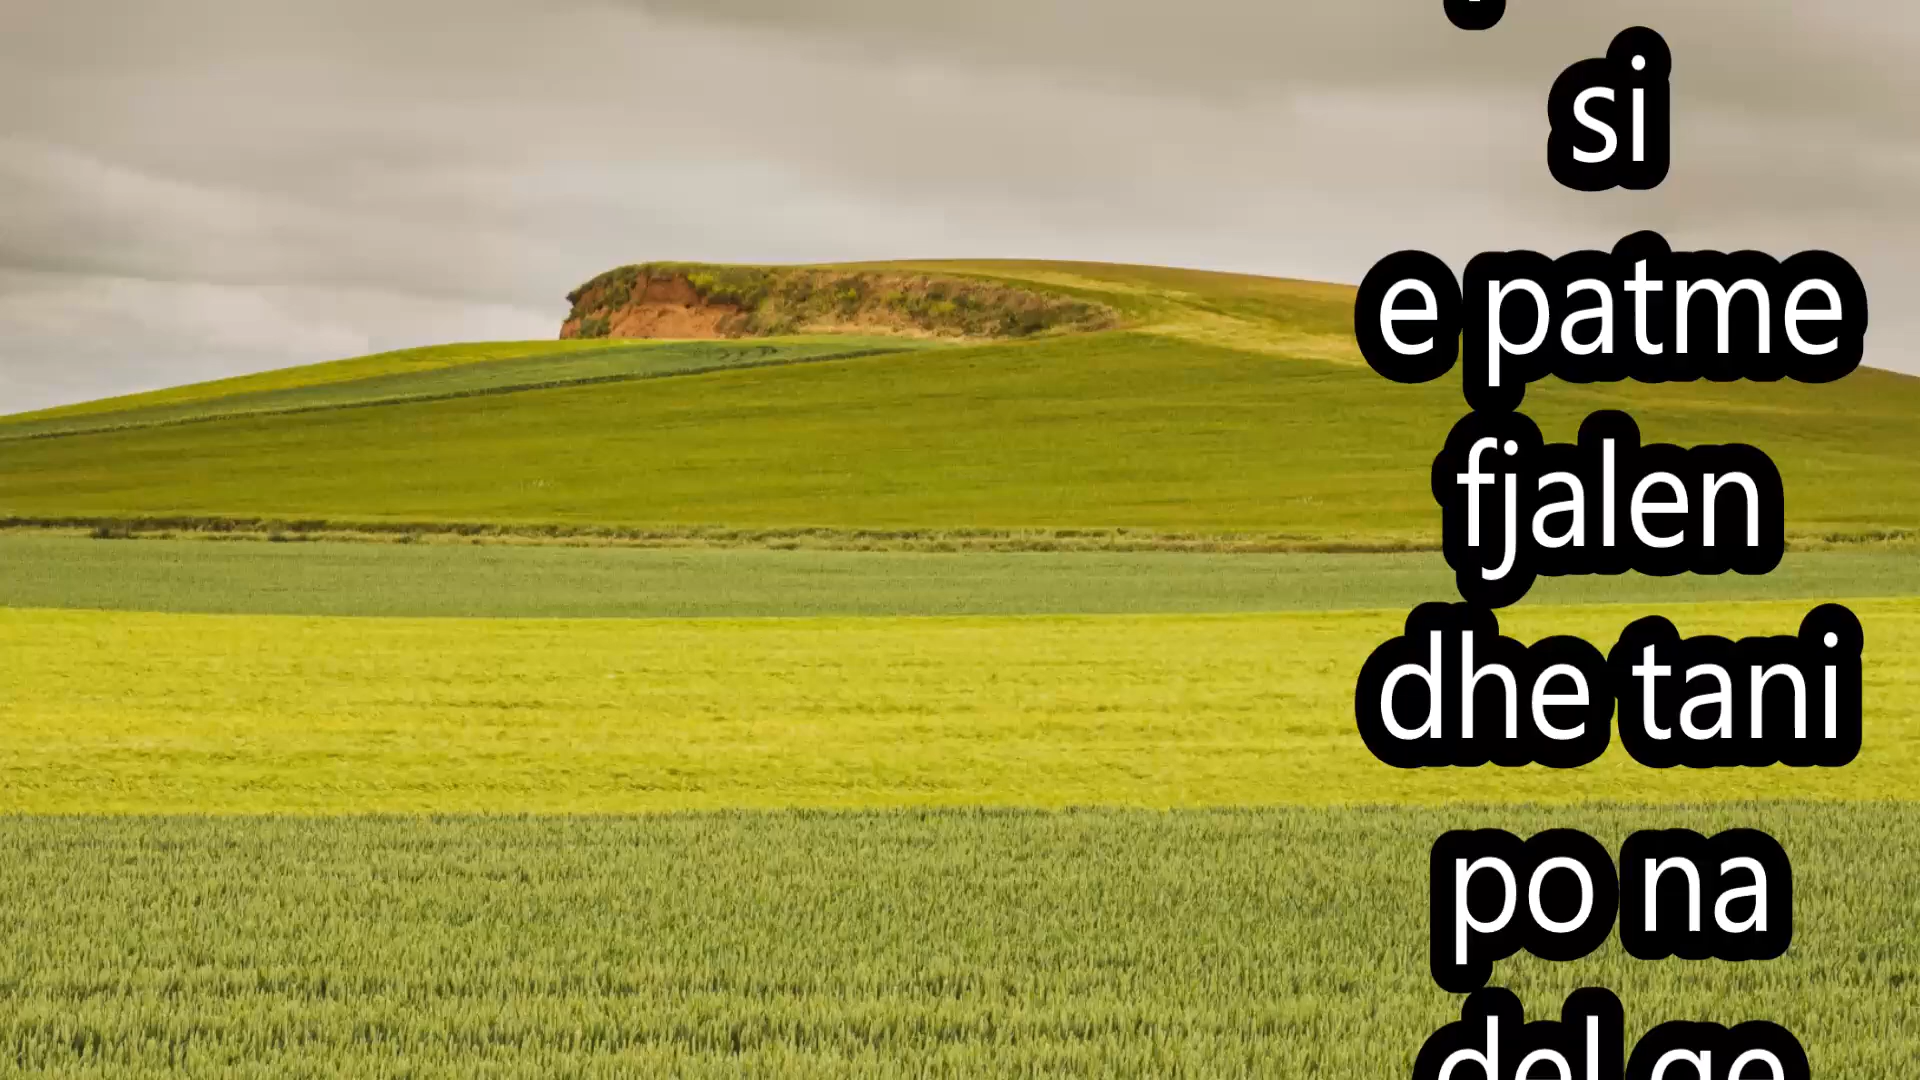 si
e patme
fjalen
dhe tani
po na